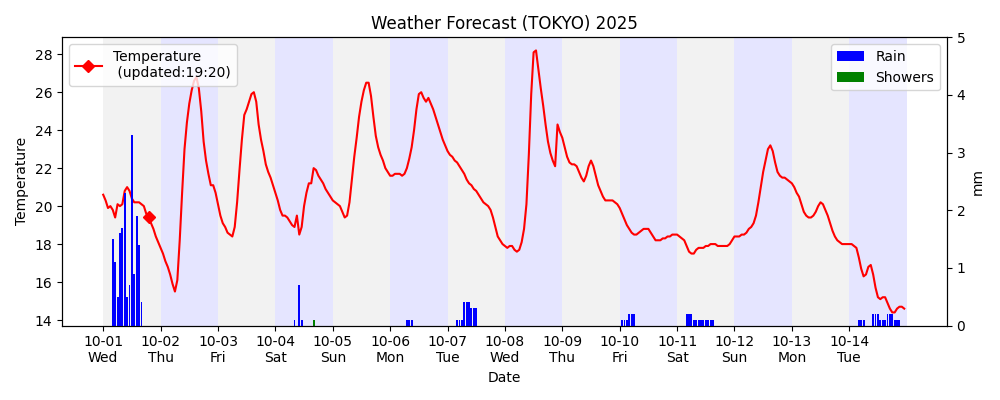 Weather Forecast (TOKYO) 2025
Temperature
(updated:19:20)
Rain
Showers
28
26
24
22
20
18
16
14
Temperature
5
4
3
2
1
0
mm
10-01 10-02 10-03 10-04 10-05 10-06 10-07 10-08 10-09 10-10 10-11 10-12 10-13 10-14
Wed Thu Fri Sat Sun Mon Tue Wed Thu Fri Sat Sun Mon Tue
Date